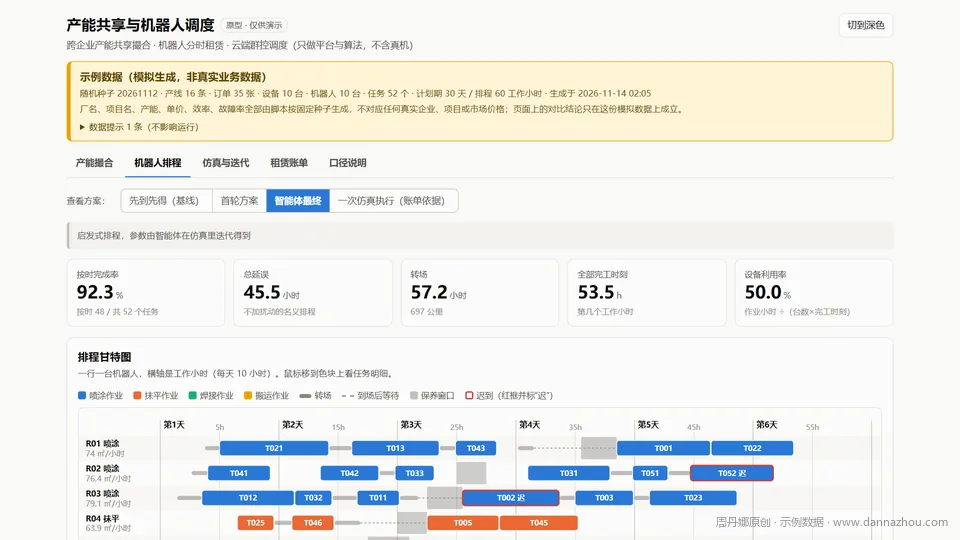 产能共享与机器人调度 原型 · 仅供演示
切到深色
跨企业产能共享撮合 · 机器人分时租赁 · 云端群控调度（只做平台与算法，不含真机）
示例数据（模拟生成，非真实业务数据）
随机种子 20261112 · 产线 16 条 · 订单 35 张 · 设备 10 台 · 机器人 10 台 · 任务 52 个 · 计划期 30 天 / 排程 60 工作小时 · 生成于 2026-11-14 02:05
厂名、项目名、产能、单价、效率、故障率全部由脚本按固定种子生成，不对应任何真实企业、项目或市场价格；页面上的对比结论只在这份模拟数据上成立。
▶ 数据提示 1 条（不影响运行）
产能撮合 机器人排程 仿真与迭代 租赁账单 口径说明
查看方案： 先到先得（基线） 首轮方案 智能体最终 一次仿真执行（账单依据）
启发式排程，参数由智能体在仿真里迭代得到
按时完成率 总延误 转场 全部完工时刻 设备利用率
92.3 % 45.5 小时 57.2 小时 53.5 h 50.0 %
按时 48 / 共 52 个任务 不加扰动的名义排程 697 公里 第几个工作小时 作业小时 ÷（台数×完工时刻）
排程甘特图
一行一台机器人，横轴是工作小时（每天 10 小时）。鼠标移到色块上看任务明细。
喷涂作业 抹平作业 焊接作业 搬运作业 转场 到场后等待 保养窗口 迟到（红框并标“迟”）
第1天 5h 第2天 15h 第3天 25h 第4天 35h 第5天 45h 第6天 55h
R01 喷涂 T021 T013 T043 T001 T022
74 ㎡/小时
R02 喷涂 T041 T042 T033 T031 T051 T052 迟
76.4 ㎡/小时
R03 喷涂 T012 T032 T011 T002 迟 T003 T023
79.1 ㎡/小时
R04 抹平 T025 T046 T005 T045
63.9 ㎡/小时
周丹娜原创 · 示例数据 · www.dannazhou.com